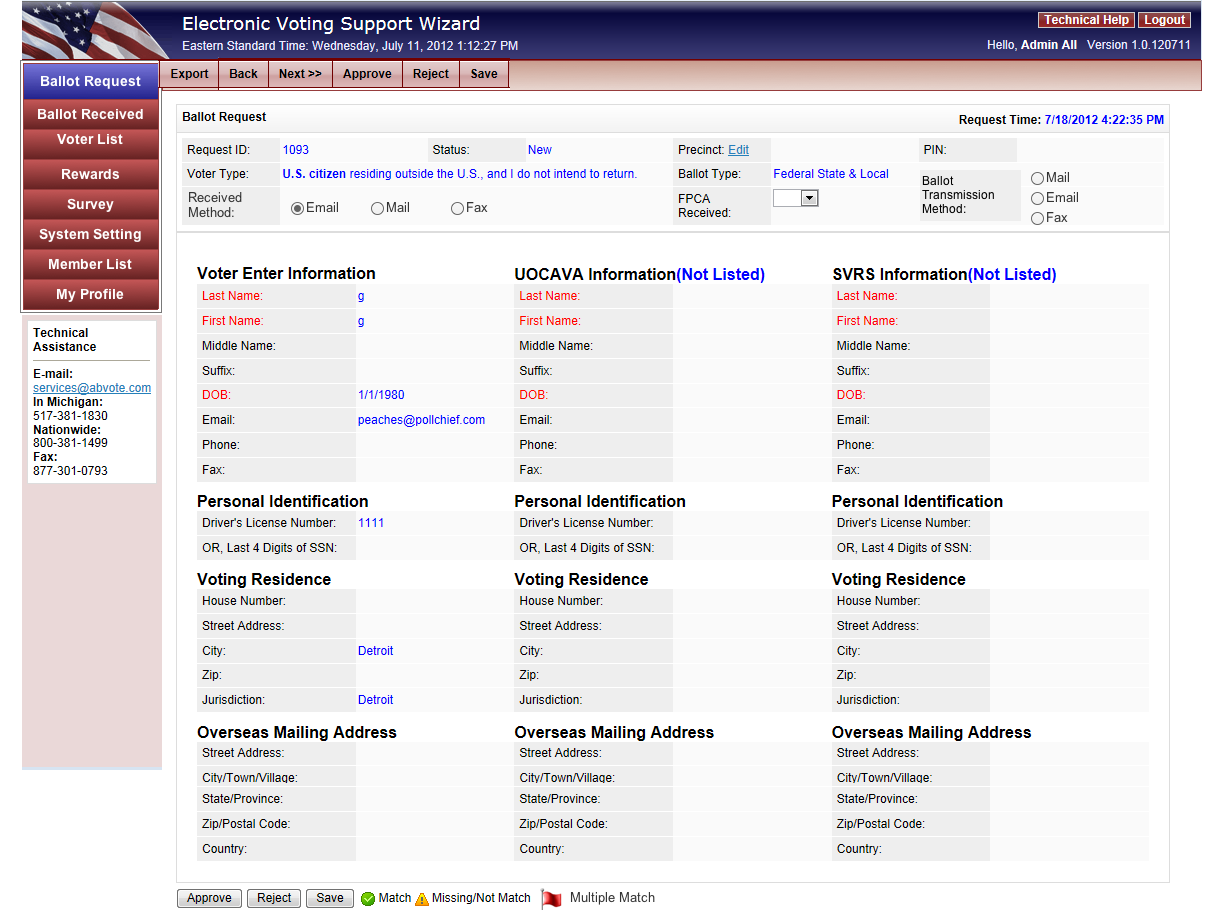 Electronic Voting Support Wizard
Technical Help Logout
Eastern Standard Time: Wednesday, July 11, 2012 1:12:27 PM
Hello, Admin All Version 1.0.120711
Export Back Next >> Approve Reject Save
Ballot Request
Ballot Received
Voter List
Rewards
Survey
System Setting
Member List
My Profile
Technical
Assistance
E-mail:
services@abvote.com
In Michigan:
517-381-1830
Nationwide:
800-381-1499
Fax:
877-301-0793
Ballot Request
Request Time: 7/18/2012 4:22:35 PM
Request ID: 1093 Status: New Precinct: Edit PIN:
Voter Type: U.S. citizen residing outside the U.S., and I do not intend to return. Ballot Type: Federal State & Local
Received
Method:
Email Mail Fax
FPCA
Received:
Ballot
Transmission
Method:
Mail
Email
Fax
Voter Enter Information UOCAVA Information(Not Listed) SVRS Information(Not Listed)
Last Name: g Last Name: Last Name:
First Name: g First Name: First Name:
Middle Name: Middle Name: Middle Name:
Suffix: Suffix: Suffix:
DOB: 1/1/1980 DOB: DOB:
Email: peaches@pollchief.com Email: Email:
Phone: Phone: Phone:
Fax: Fax: Fax:
Personal Identification Personal Identification Personal Identification
Driver's License Number: 1111 Driver's License Number: Driver's License Number:
OR, Last 4 Digits of SSN: OR, Last 4 Digits of SSN: OR, Last 4 Digits of SSN:
Voting Residence Voting Residence Voting Residence
House Number: House Number: House Number:
Street Address: Street Address: Street Address:
City: Detroit City: City:
Zip: Zip: Zip:
Jurisdiction: Detroit Jurisdiction: Jurisdiction:
Overseas Mailing Address Overseas Mailing Address Overseas Mailing Address
Street Address: Street Address: Street Address:
City/Town/Village: City/Town/Village: City/Town/Village:
State/Province: State/Province: State/Province:
Zip/Postal Code: Zip/Postal Code: Zip/Postal Code:
Country: Country: Country:
Approve Reject Save Match Missing/Not Match Multiple Match